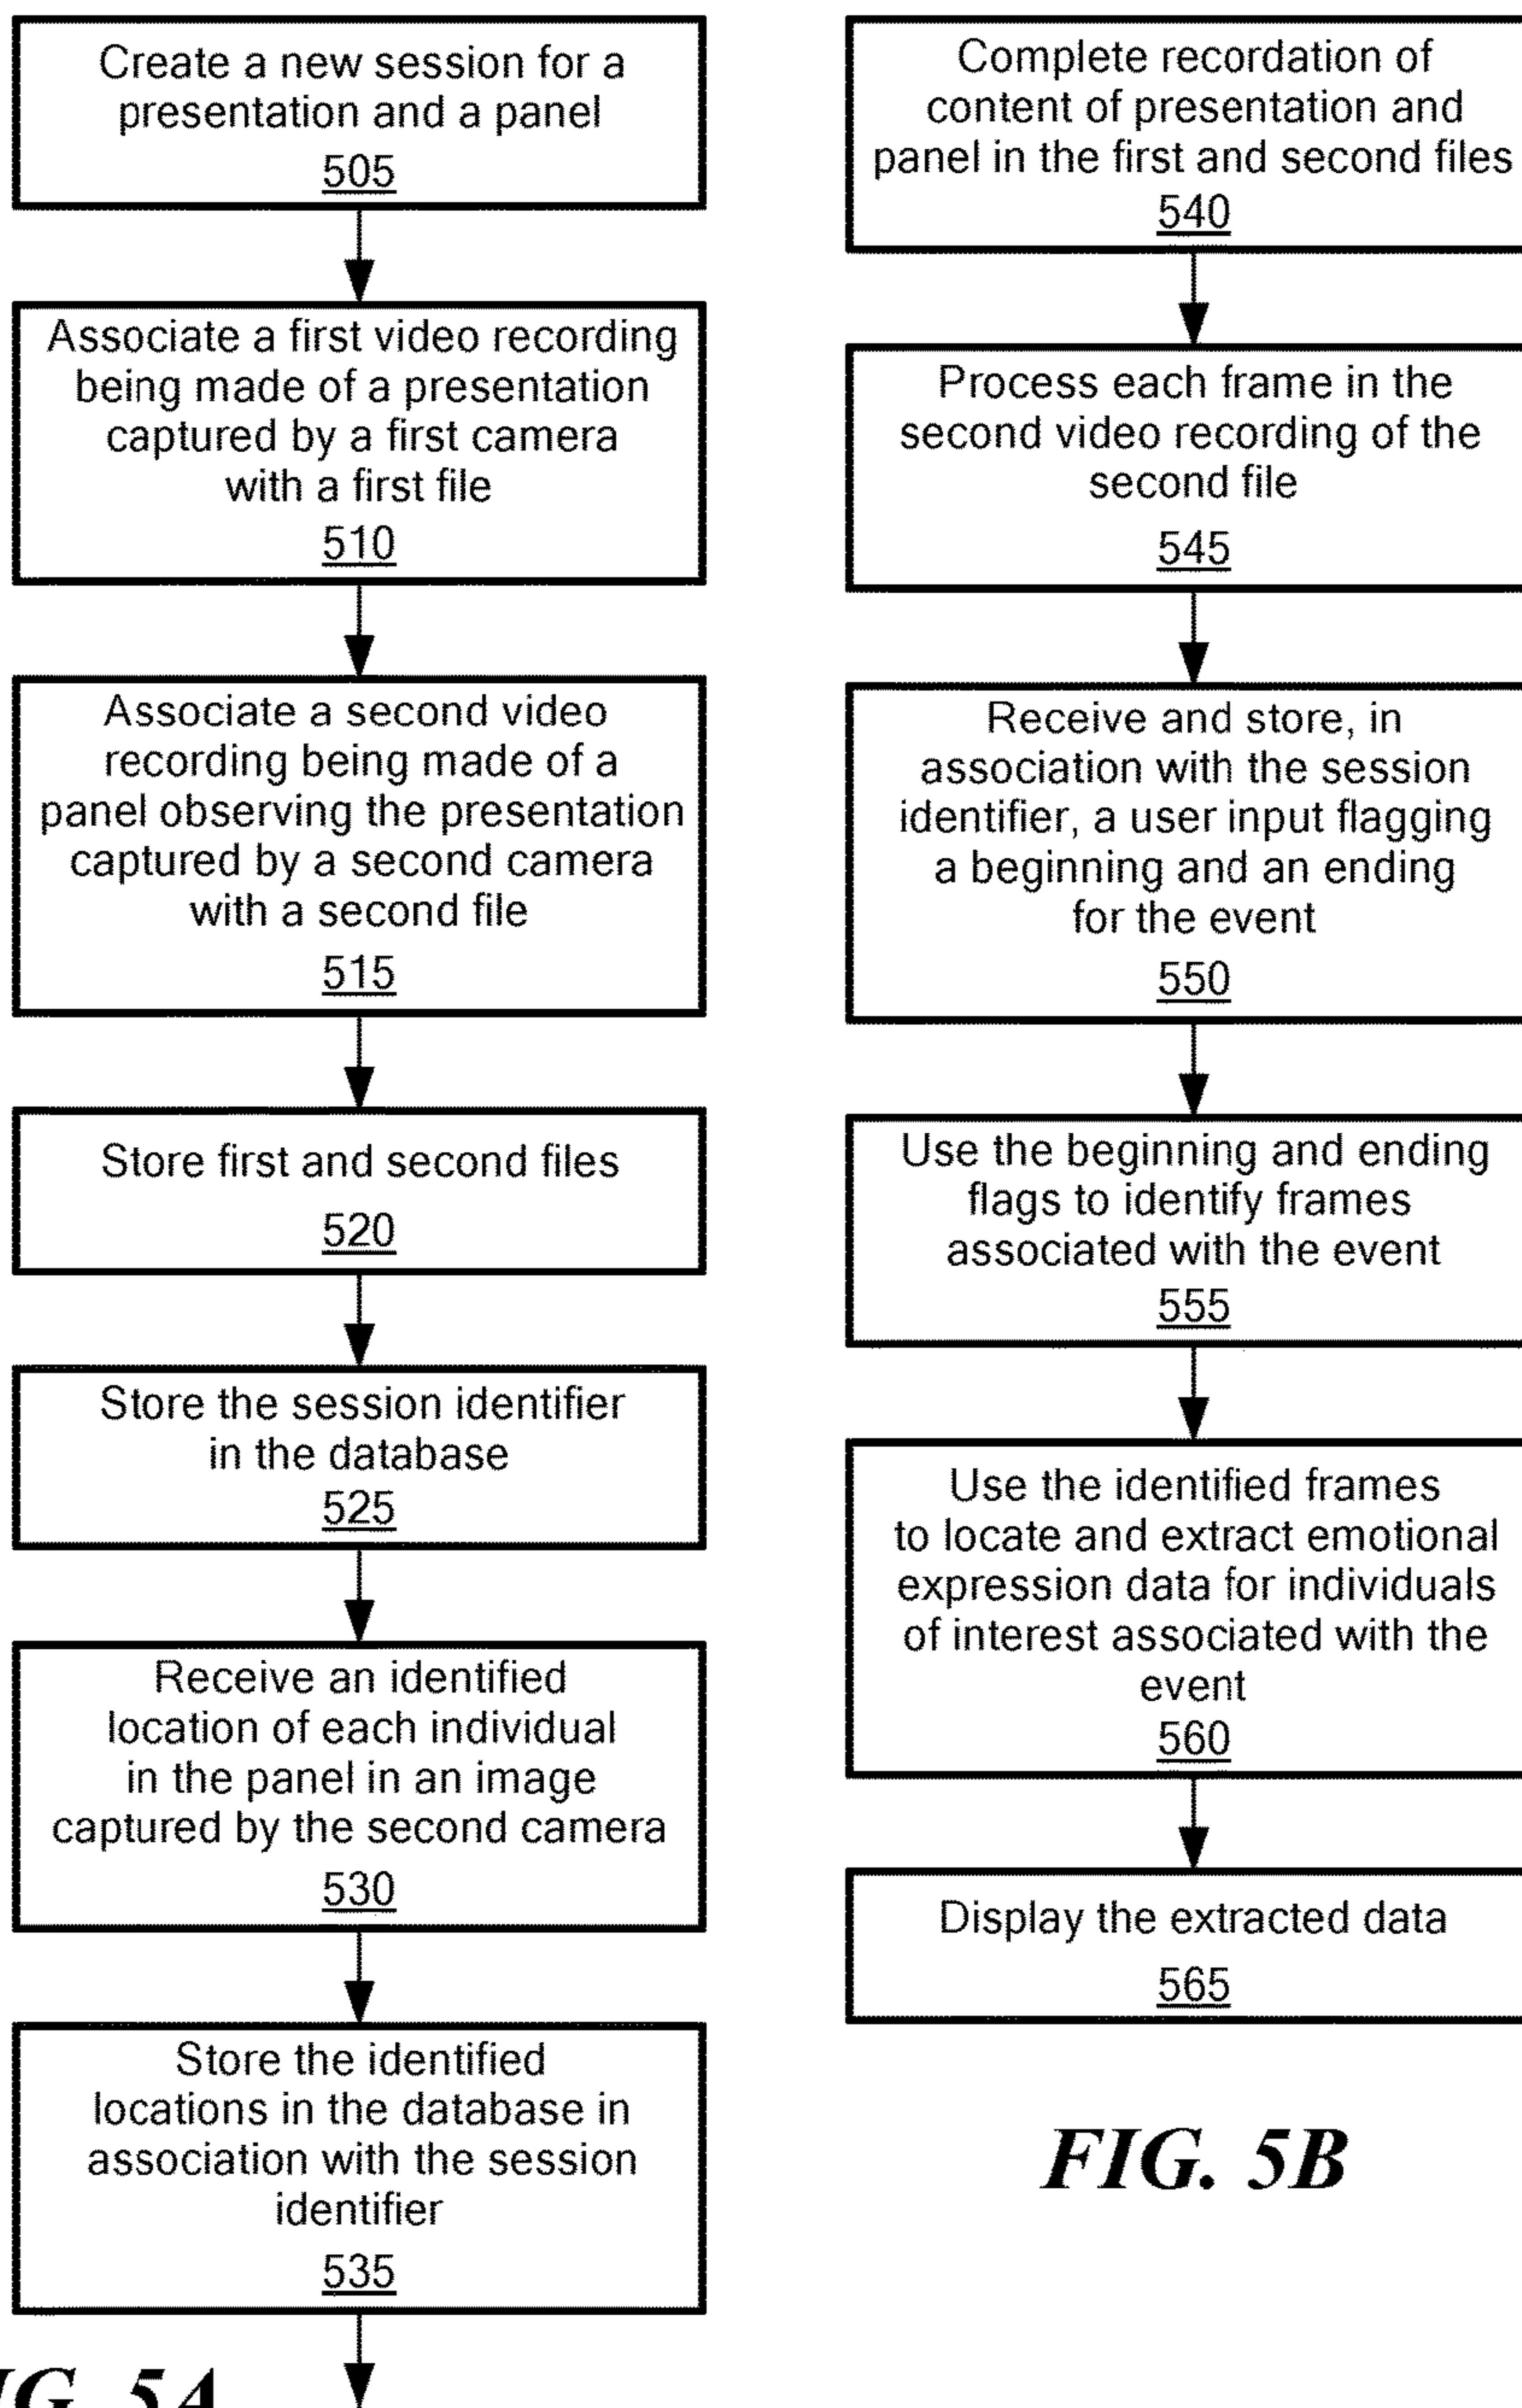 Create a new session for a
presentation and a panel
505
Associate a first video recording
being made of a presentation
captured by a first camera
with a first file
510
Associate a second video
recording being made of a
panel observing the presentation
captured by a second camera
with a second file
515
Store first and second files
520
Store the session identifier
in the database
525
Receive an identified
location of each individual
in the panel in an image
captured by the second camera
530
Store the identified
locations in the database in
association with the session
identifier
535
5A
Complete recordation of
content of presentation and
panel in the first and second files
540
Process each frame in the
second video recording of the
second file
545
Receive and store, in
association with the session
identifier, a user input flagging
a beginning and an ending
for the event
550
Use the beginning and ending
flags to identify frames
associated with the event
555
Use the identified frames
to locate and extract emotional
expression data for individuals
of interest associated with the
event
560
Display the extracted data
565
FIG. 5B